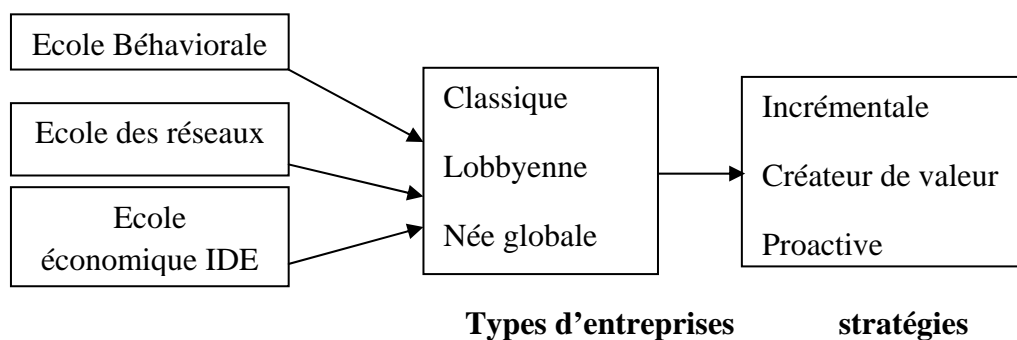 Ecole Béhaviorale
Ecole des réseaux
Ecole
économique IDE
Classique
Lobbyenne
Née globale
Incrémentale
Créateur de valeur
Proactive
Types d’entreprises
stratégies